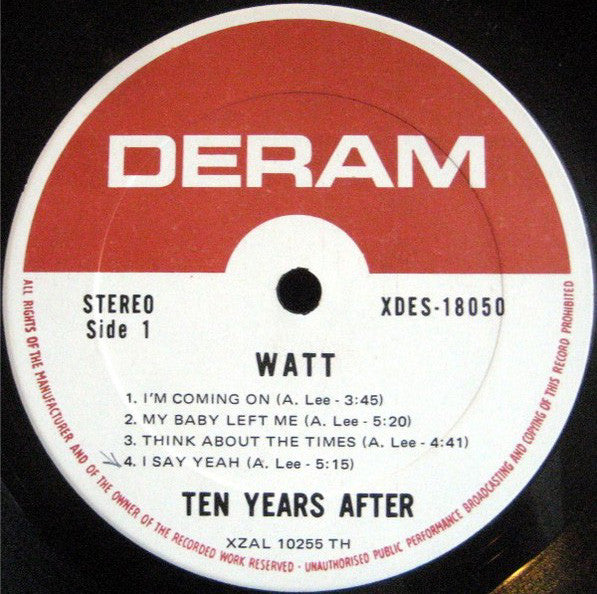 DERAM
STEREO
Side 1
XDES-18050
WATT
1. I'M COMING ON (A. Lee - 3:45)
2. MY BABY LEFT ME (A. Lee - 5:20)
3. THINK ABOUT THE TIMES (A. Lee - 4:41)
4. I SAY YEAH (A. Lee - 5:15)
TEN YEARS AFTER
XZAL 10255 TH
ALL RIGHTS OF THE MANUFACTURER AND OF THE OWNER OF THE RECORDED WORK RESERVED - UNAUTHORISED PUBLIC PERFORMANCE BROADCASTING AND COPYING OF THIS RECORD PROHIBITED